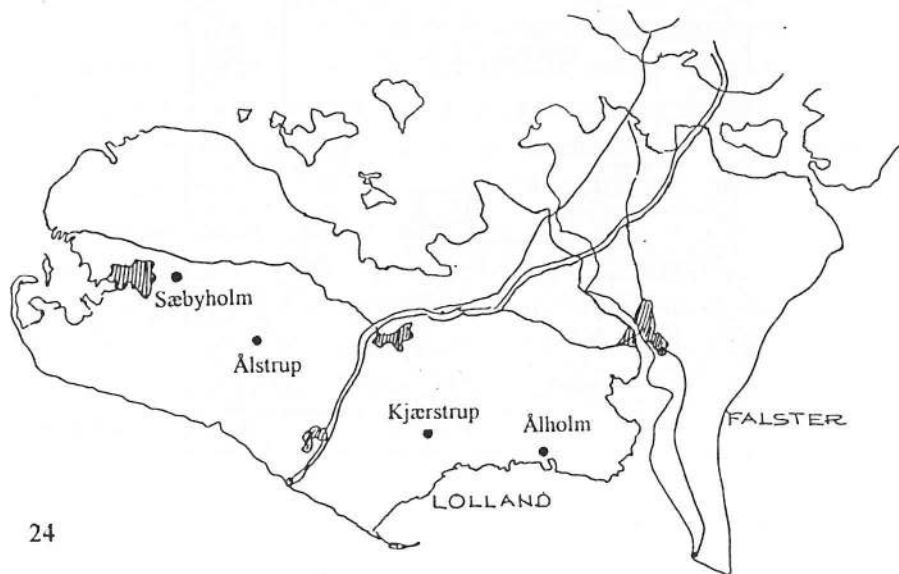 Sæbyholm
Ålstrup
Kjærstrup
Ålholm
FALSTER
LOLLAND
24